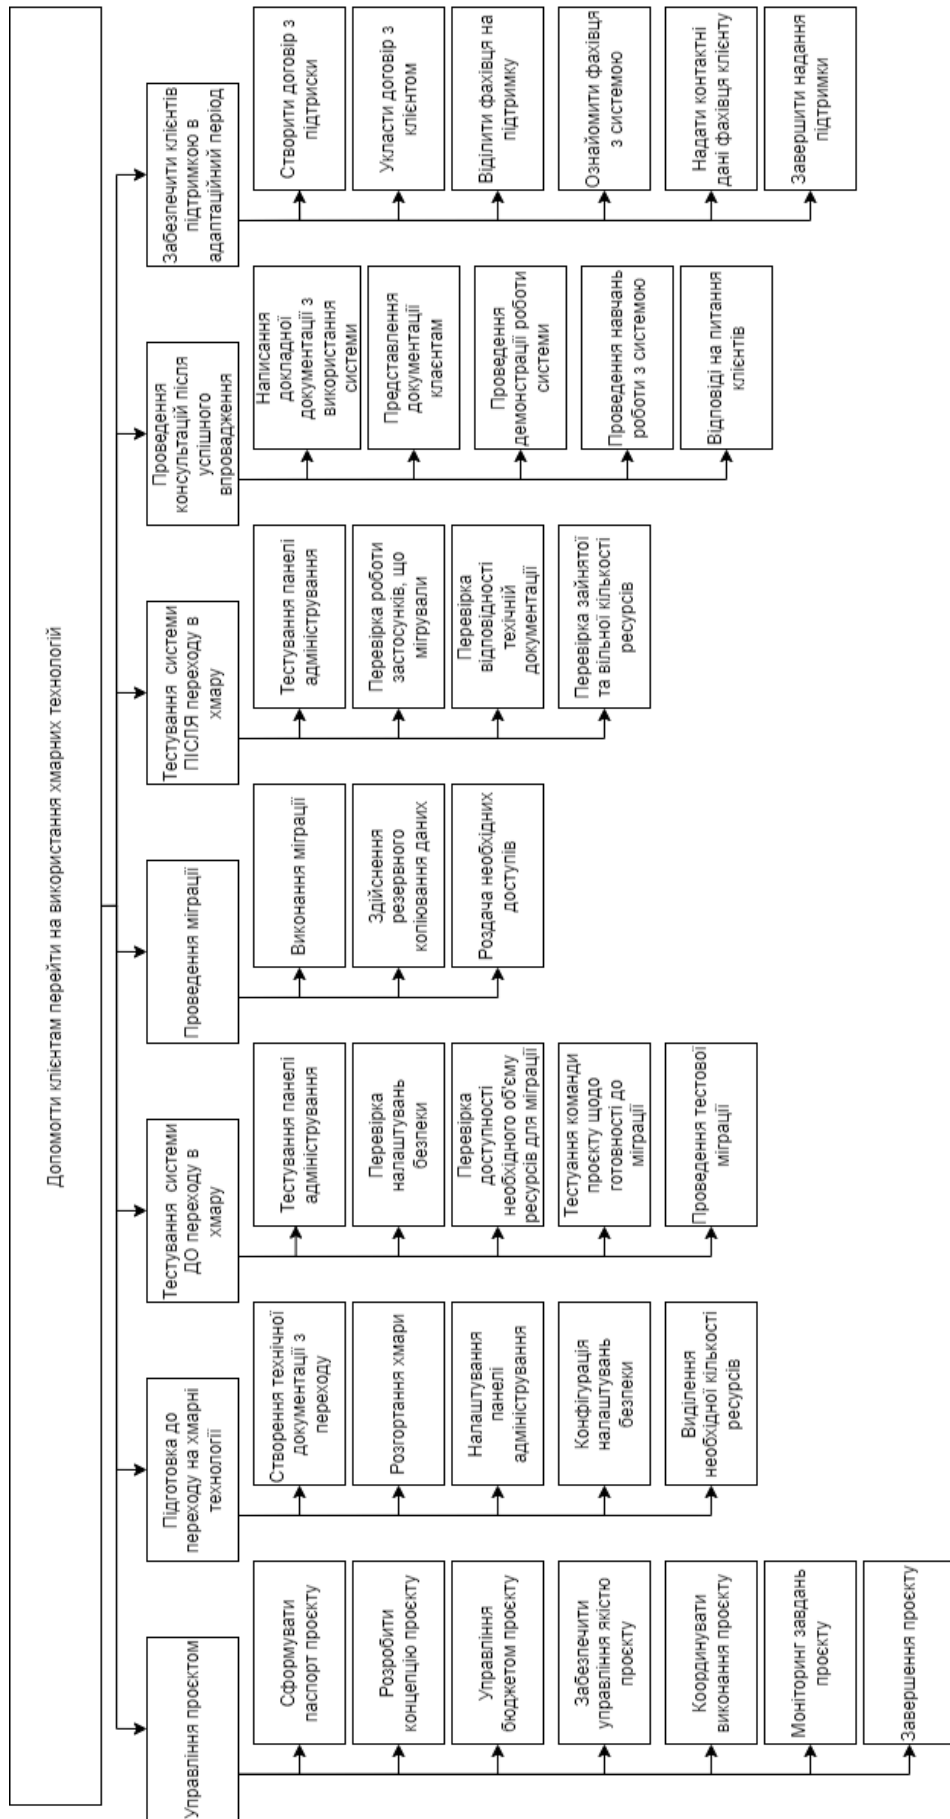 Допомогти клієнтам перейти на використання хмарних технологій
Управління проєктом
Сформувати
паспорт проєкту
Розробити
концепцію проєкту
Управління
бюджетом проєкту
Забезпечити
управління якістю
проєкту
Координувати
виконання проєкту
Моніторинг завдань
проєкту
Завершення проєкту
Підготовка до
переходу на хмарні
технології
Створення технічної
документації з
переходу
Розгортання хмари
Налаштування
панелі
адміністрування
Конфігурація
налаштувань
безпеки
Виділення
необхідної кількості
ресурсів
Тестування системи
ДО переходу в
хмару
Тестування панелі
адміністрування
Перевірка
налаштувань
безпеки
Перевірка
доступності
необхідного об'єму
ресурсів для міграції
Тестуання команди
проєкту щодо
готовності до
міграції
Проведення тестової
міграції
Проведення міграції
Виконання міграції
Здійснення
резервного
копіювання даних
Роздача необхідних
доступів
Тестування системи
ПІСЛЯ переходу в
хмару
Тестування панелі
адміністрування
Перевірка роботи
застосунків, що
мігрували
Перевірка
відповідності
техічній
документації
Перевірка зайнятої
та вільної кількості
ресурсів
Проведення
консультацій після
успішного
впровадження
Написання
докладної
документації з
використання
системи
Представлення
документації
клаєнтам
Проведення
демонстрації роботи
системи
Проведення навчань
роботи з системою
Відповіді на питання
клієнтів
Забезпечити клієнтів
підтримкою в
адаптаційний період
Створити договір з
підтриски
Укласти договір з
клієнтом
Віділити фахівця на
підтримку
Ознайомити фахівця
з системою
Надати контактні
дані фахівця клієнту
Завершити надання
підтримки